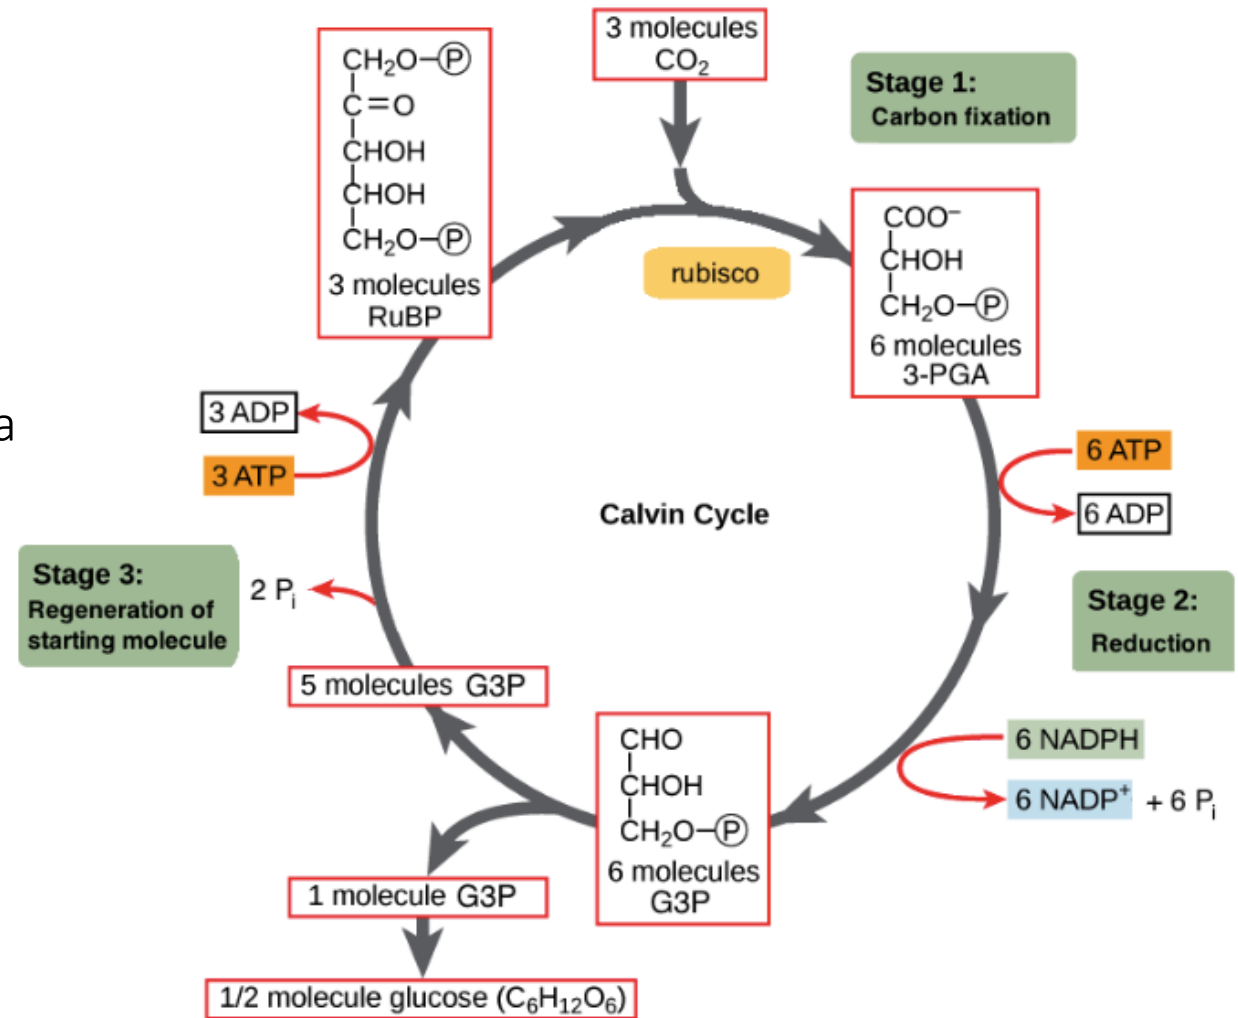 3 molecules
CO₂
Stage 1:
Carbon fixation
CH₂O–Ⓟ
C=O
CHOH
CHOH
CH₂O–Ⓟ
3 molecules
RuBP
rubisco
COO⁻
CHOH
CH₂O–Ⓟ
6 molecules
3-PGA
3 ADP
3 ATP
a
6 ATP
6 ADP
Calvin Cycle
Stage 3:
Regeneration of
starting molecule
2 Pᵢ
Stage 2:
Reduction
5 molecules G3P
6 NADPH
6 NADP⁺ + 6 Pᵢ
CHO
CHOH
CH₂O–Ⓟ
6 molecules
G3P
1 molecule G3P
1/2 molecule glucose (C₆H₁₂O₆)